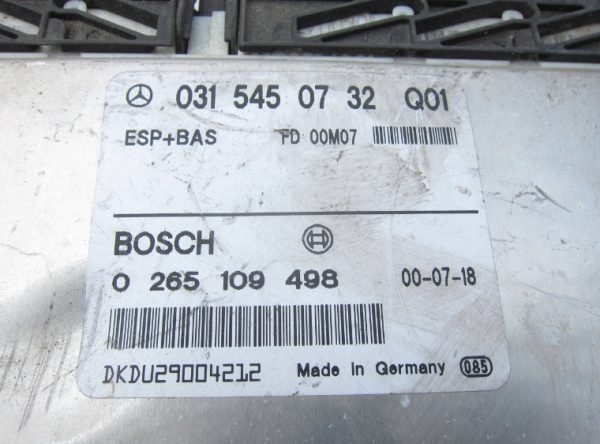 031 545 07 32 Q01
ESP+BAS FD 00M07
BOSCH
0 265 109 498 00-07-18
DKDU29004212 Made in Germany 085